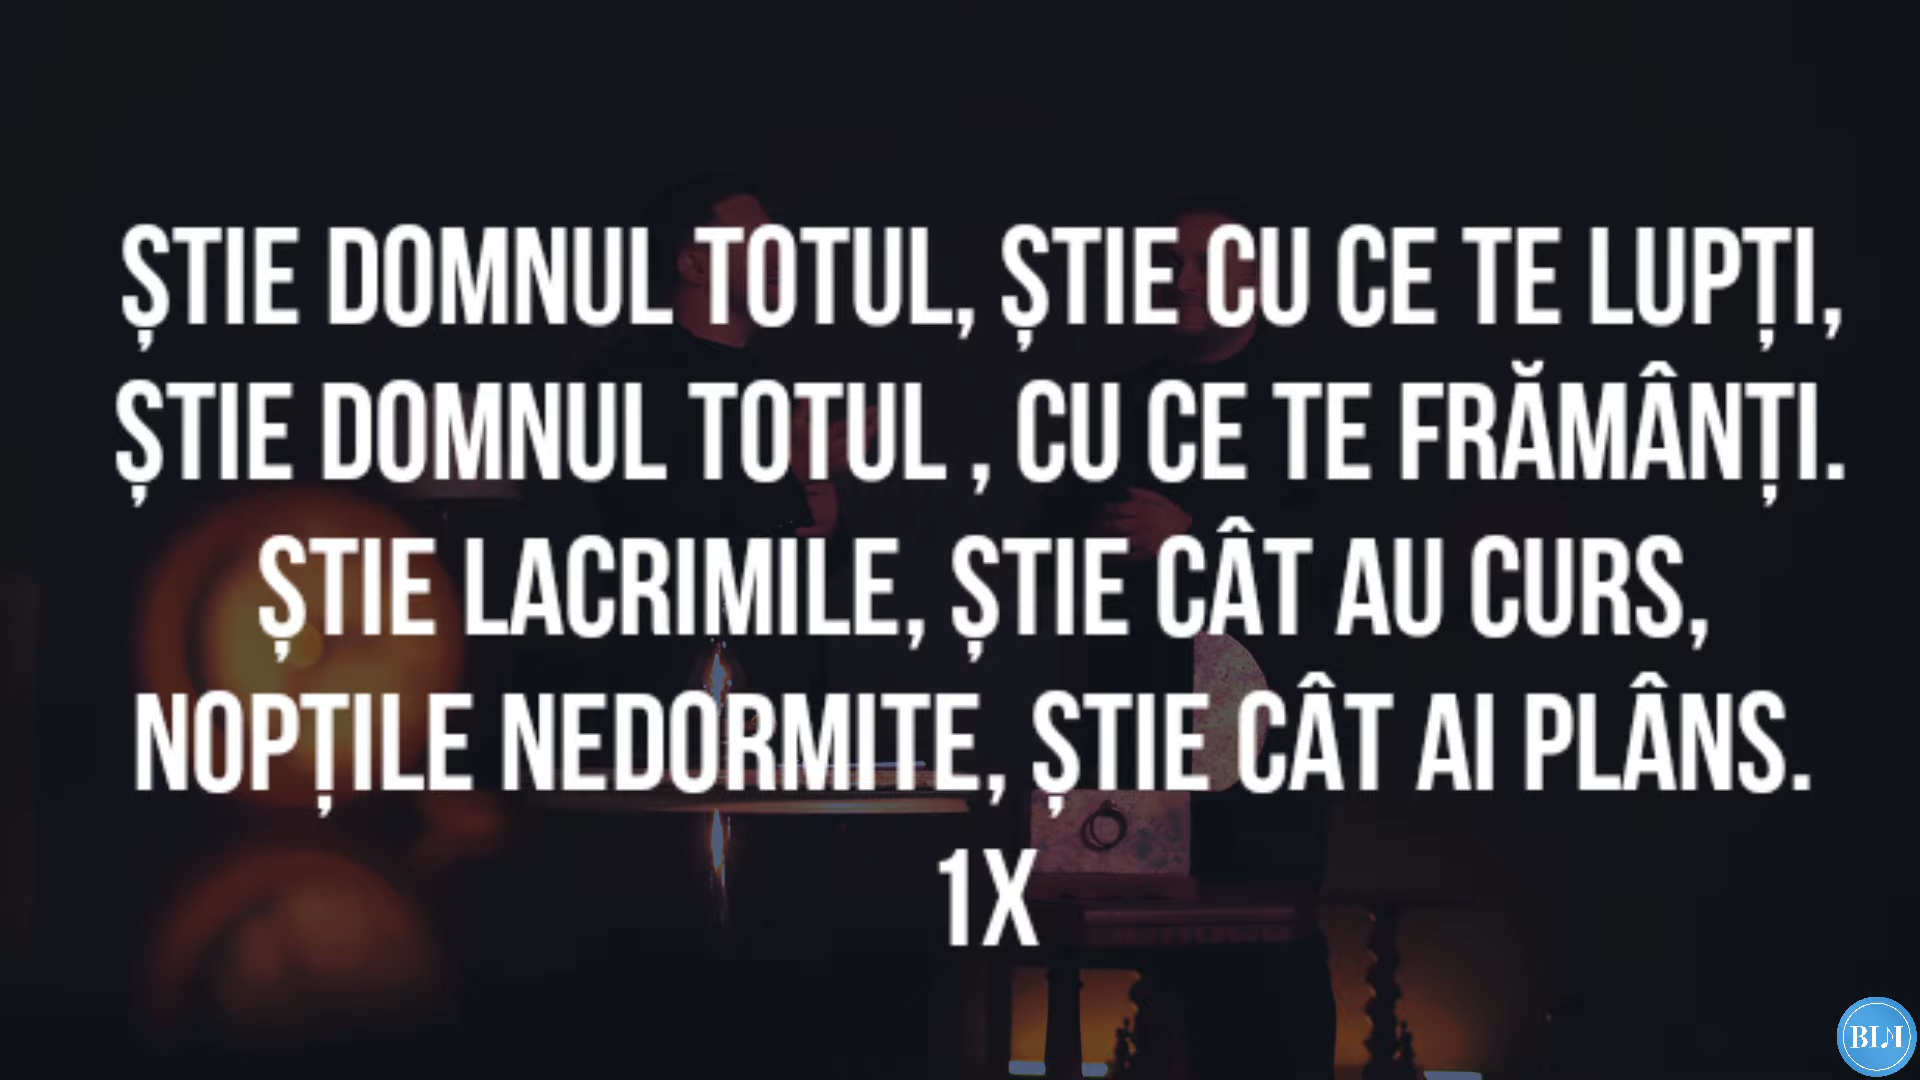 ȘTIE DOMNUL TOTUL, ȘTIE CU CE TE LUPȚI,
ȘTIE DOMNUL TOTUL , CU CE TE FRĂMÂNȚI.
ȘTIE LACRIMILE, ȘTIE CÂT AU CURS,
NOPȚILE NEDORMITE, ȘTIE CÂT AI PLÂNS.
1X
BLM